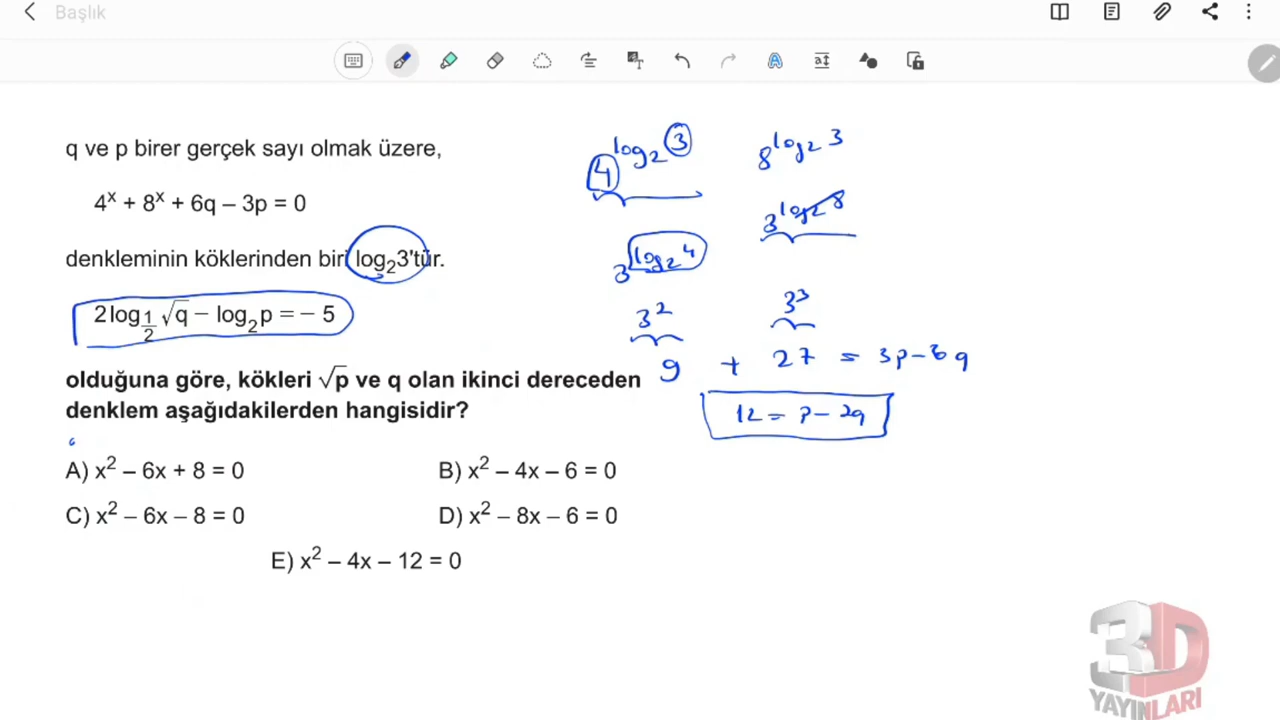 Başlık
q ve p birer gerçek sayı olmak üzere,
4^x + 8^x + 6q – 3p = 0
denkleminin köklerinden biri log₂3'tür.
2log_{1/2} √q – log₂p = – 5
olduğuna göre, kökleri √p ve q olan ikinci dereceden
denklem aşağıdakilerden hangisidir?
A) x² – 6x + 8 = 0
B) x² – 4x – 6 = 0
C) x² – 6x – 8 = 0
D) x² – 8x – 6 = 0
E) x² – 4x – 12 = 0
4^{log₂3}
8^{log₂3}
3^{log₂4}
3^{log₂8}
3²
3³
9 + 27 = 3p – 6q
12 = p – 2q
3D
YAYINLARI